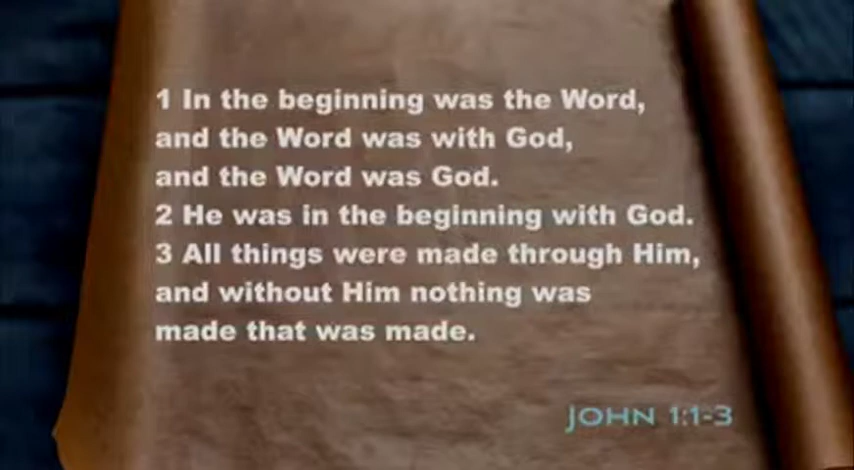 1 In the beginning was the Word,
and the Word was with God,
and the Word was God.
2 He was in the beginning with God.
3 All things were made through Him,
and without Him nothing was
made that was made.
JOHN 1:1-3